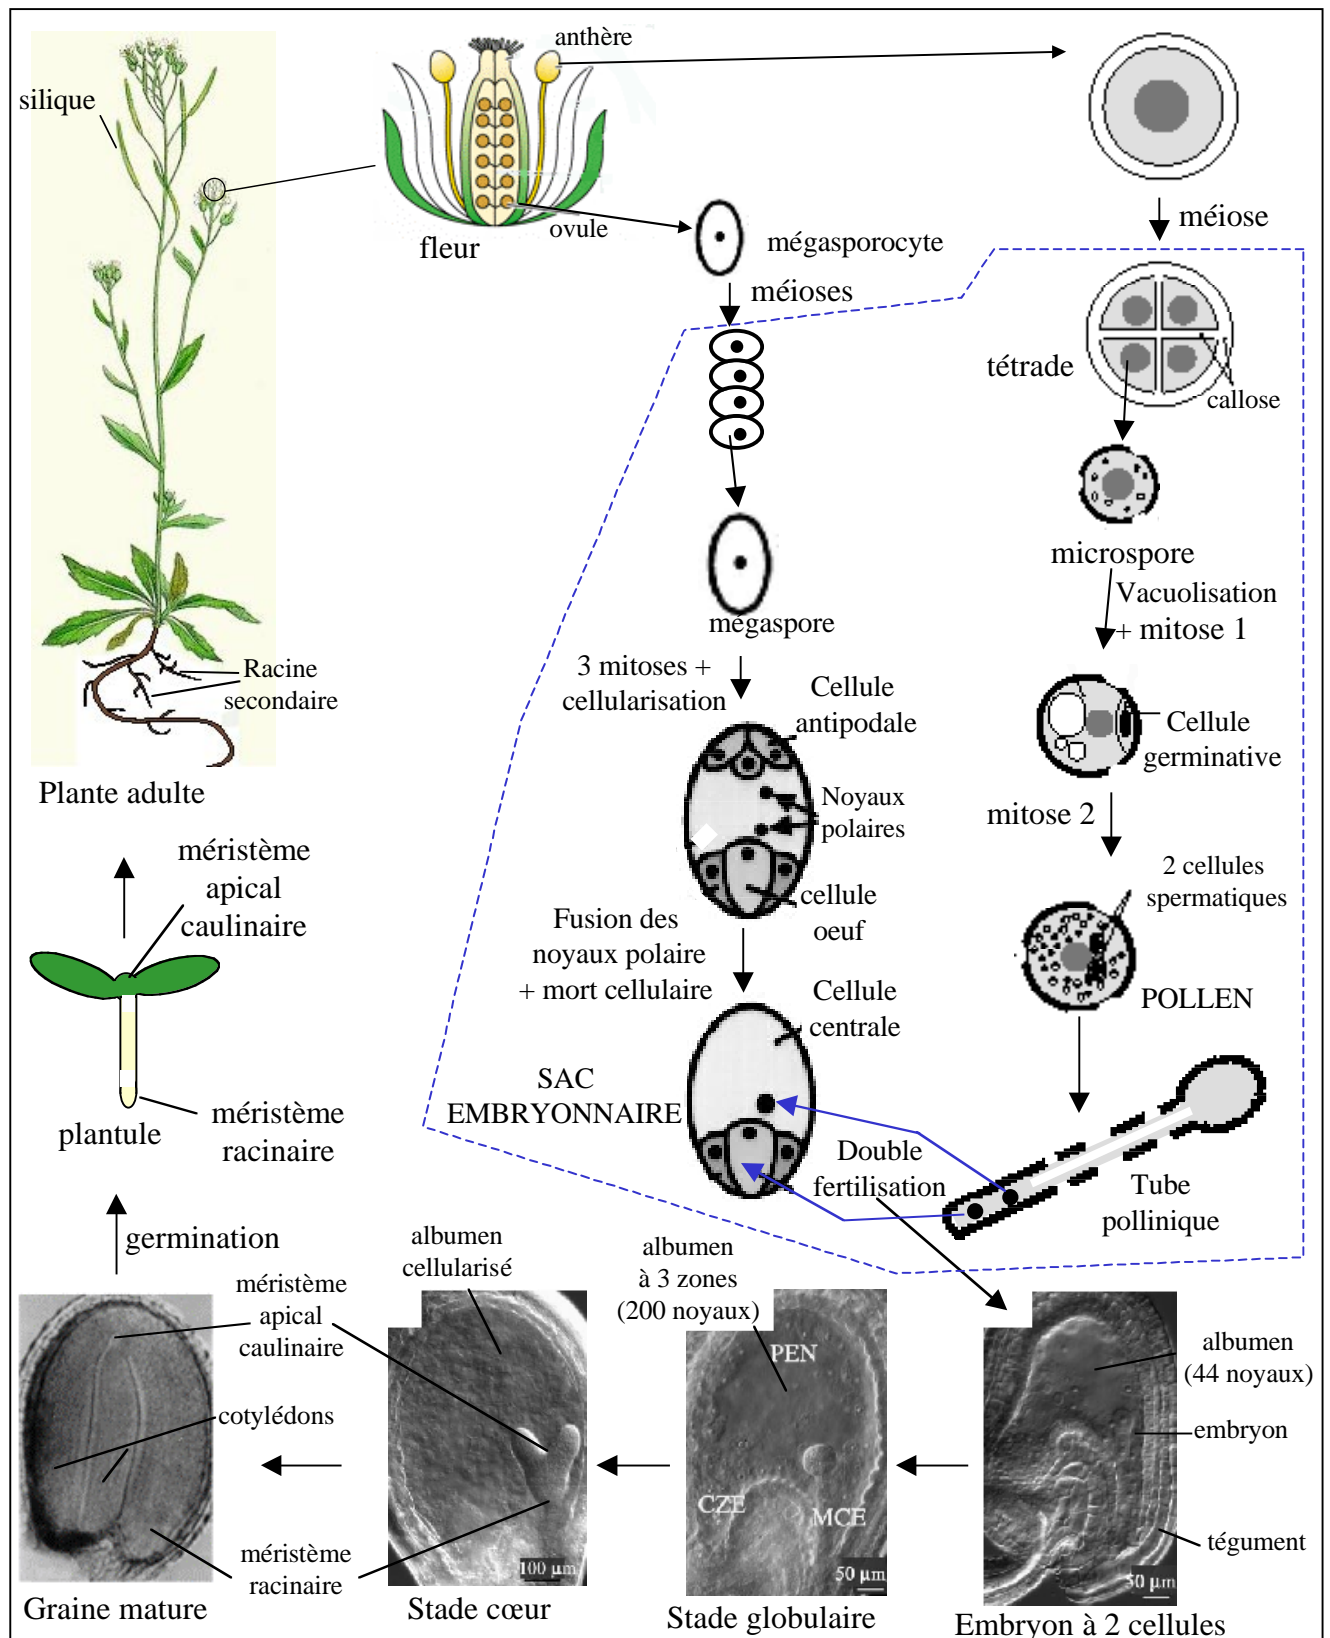 anthère
silique
ovule
fleur
mégasporocyte
méioses
méiose
tétrade
callose
microspore
Vacuolisation
+ mitose 1
mégaspore
3 mitoses +
cellularisation
Cellule
antipodale
Noyaux
polaires
cellule
oeuf
Cellule
germinative
mitose 2
2 cellules
spermatiques
POLLEN
Racine
secondaire
Plante adulte
méristème
apical
caulinaire
Fusion des
noyaux polaire
+ mort cellulaire
Cellule
centrale
SAC
EMBRYONNAIRE
Double
fertilisation
Tube
pollinique
plantule
méristème
racinaire
germination
méristème
apical
caulinaire
cotylédons
méristème
racinaire
Graine mature
albumen
cellularisé
100 µm
Stade cœur
albumen
à 3 zones
(200 noyaux)
PEN
CZE
MCE
50 µm
Stade globulaire
albumen
(44 noyaux)
embryon
tégument
50 µm
Embryon à 2 cellules